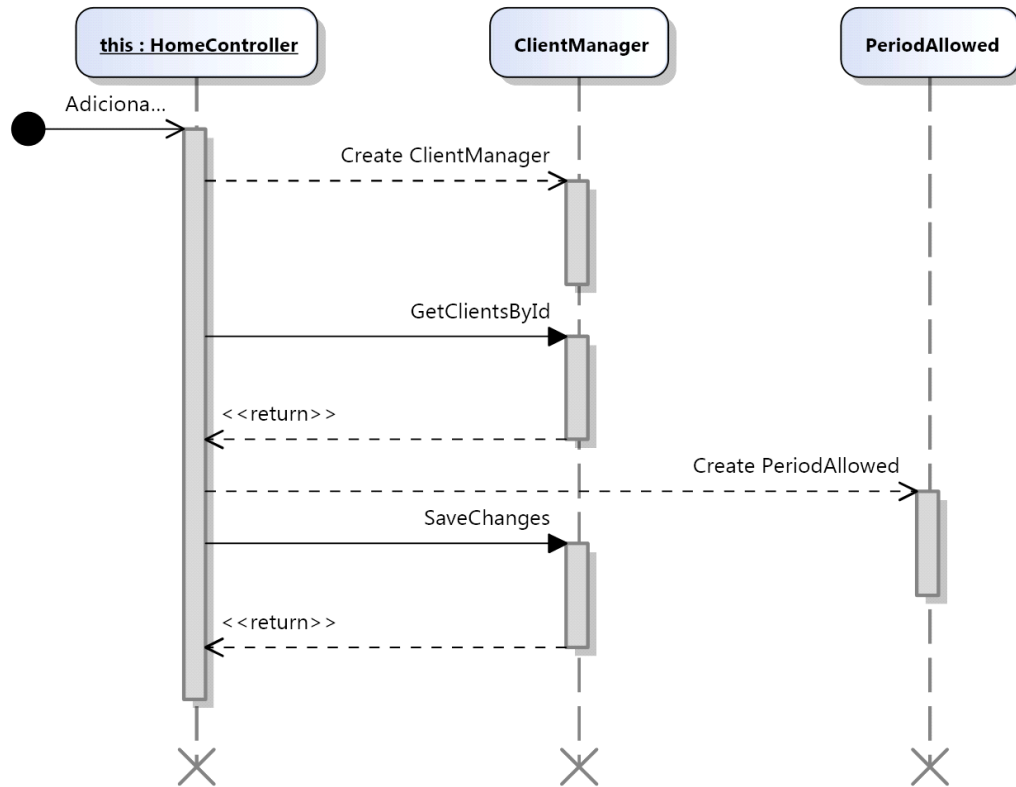 this : HomeController
ClientManager
PeriodAllowed
Adiciona...
Create ClientManager
GetClientsById
<<return>>
Create PeriodAllowed
SaveChanges
<<return>>